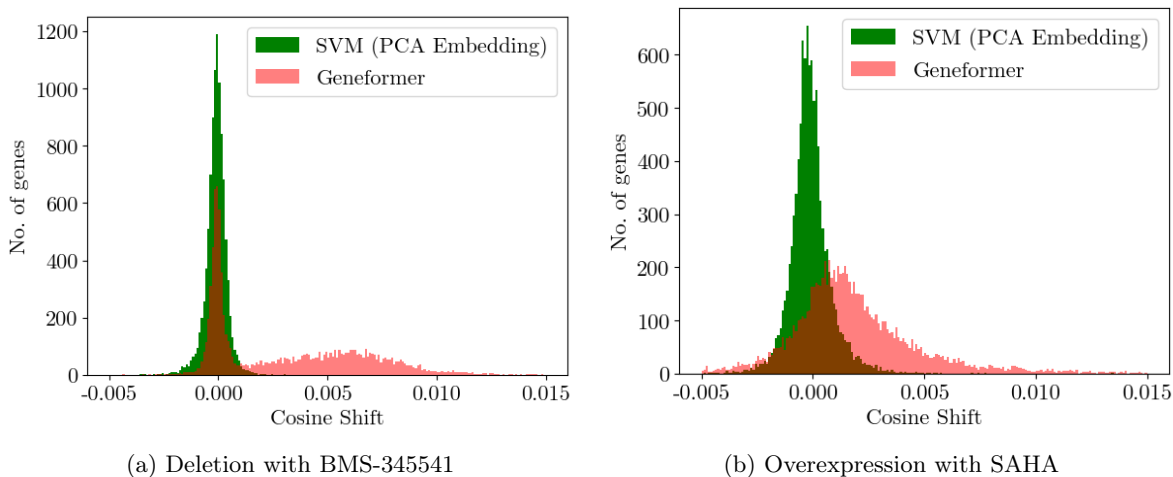 1200
1000
800
600
400
200
0
No. of genes
SVM (PCA Embedding)
Geneformer
-0.005 0.000 0.005 0.010 0.015
Cosine Shift
(a) Deletion with BMS-345541
600
500
400
300
200
100
0
No. of genes
SVM (PCA Embedding)
Geneformer
-0.005 0.000 0.005 0.010 0.015
Cosine Shift
(b) Overexpression with SAHA